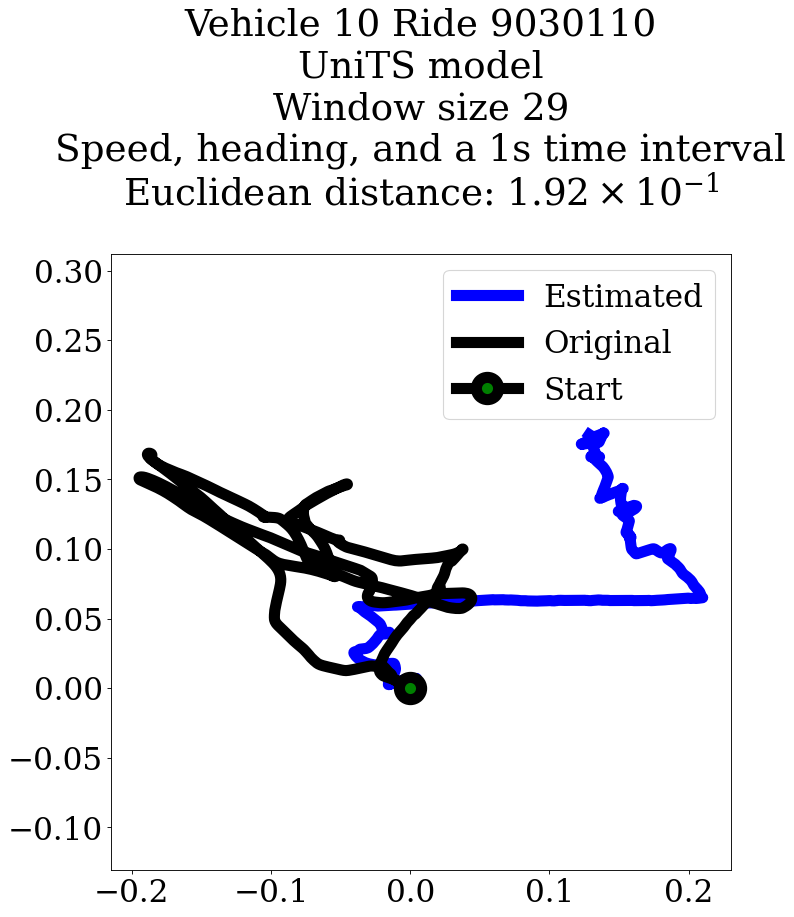 Vehicle 10 Ride 9030110
UniTS model
Window size 29
Speed, heading, and a 1s time interval
Euclidean distance: 1.92 × 10⁻¹
0.30
0.25
0.20
0.15
0.10
0.05
0.00
−0.05
−0.10
Estimated
Original
Start
−0.2
−0.1
0.0
0.1
0.2